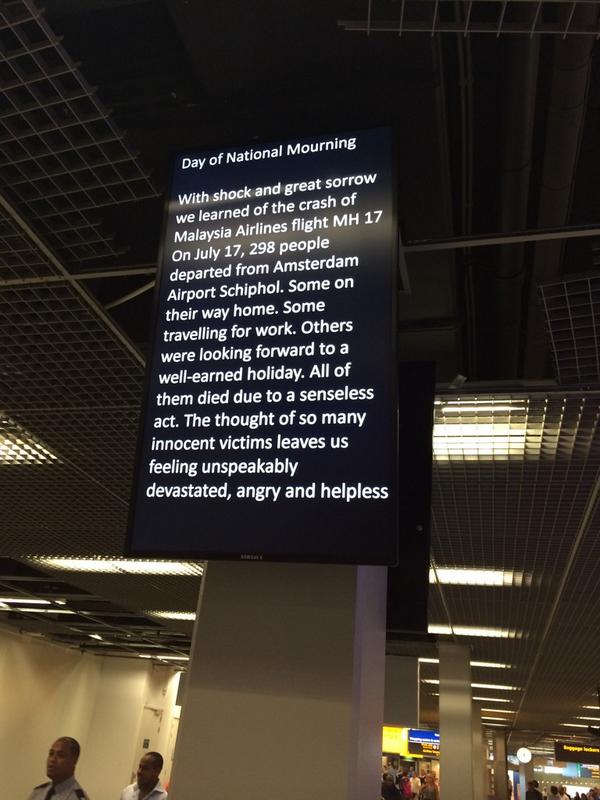 Day of National Mourning
With shock and great sorrow
we learned of the crash of
Malaysia Airlines flight MH 17
On July 17, 298 people
departed from Amsterdam
Airport Schiphol. Some on
their way home. Some
travelling for work. Others
were looking forward to a
well-earned holiday. All of
them died due to a senseless
act. The thought of so many
innocent victims leaves us
feeling unspeakably
devastated, angry and helpless
SAMSUNG
Baggage lockers